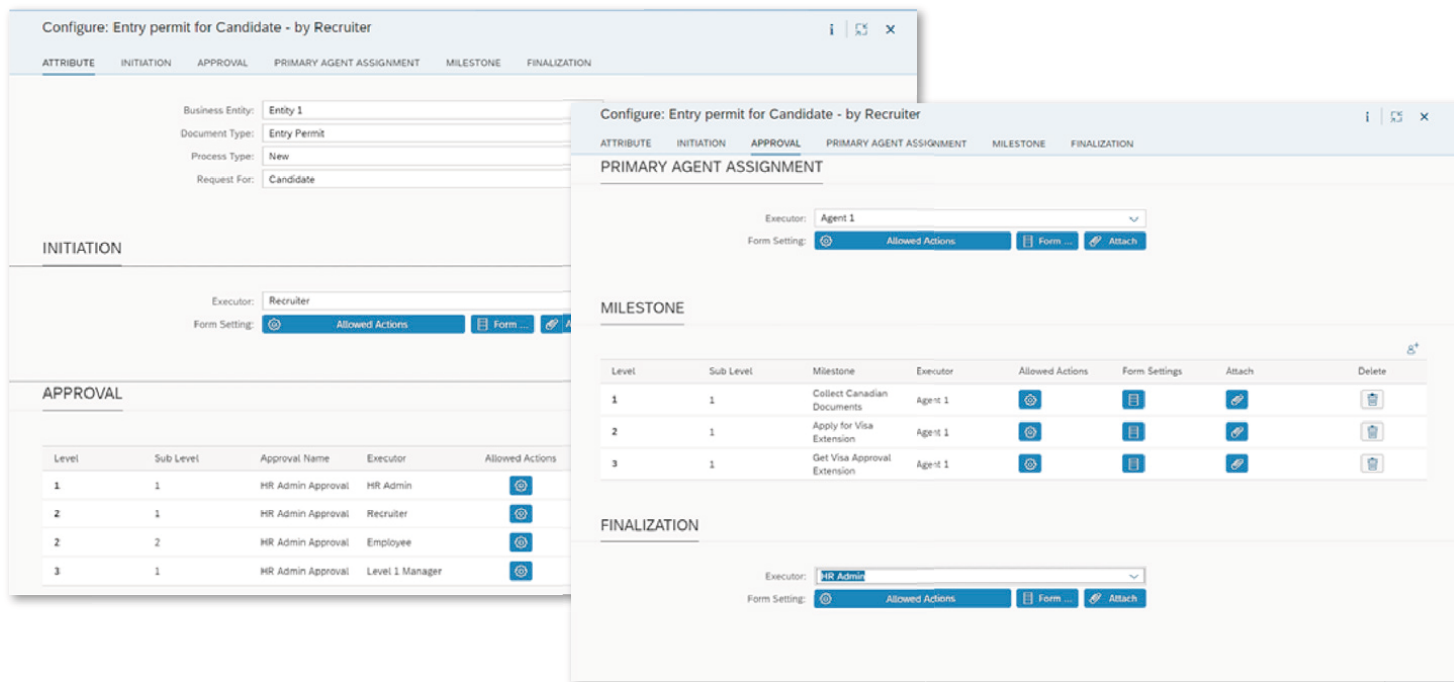 Configure: Entry permit for Candidate - by Recruiter
ATTRIBUTE INITIATION APPROVAL PRIMARY AGENT ASSIGNMENT MILESTONE FINALIZATION
Business Entity: Entity 1
Document Type: Entry Permit
Process Type: New
Request For: Candidate
INITIATION
Executor: Recruiter
Form Setting: Allowed Actions Form ... A
APPROVAL
Level Sub Level Approval Name Executor Allowed Actions
1 1 HR Admin Approval HR Admin
2 1 HR Admin Approval Recruiter
2 2 HR Admin Approval Employee
3 1 HR Admin Approval Level 1 Manager
Configure: Entry permit for Candidate - by Recruiter
ATTRIBUTE INITIATION APPROVAL PRIMARY AGENT ASSIGNMENT MILESTONE FINALIZATION
PRIMARY AGENT ASSIGNMENT
Executor: Agent 1
Form Setting: Allowed Actions Form ... Attach
MILESTONE
Level Sub Level Milestone Executor Allowed Actions Form Settings Attach Delete
1 1 Collect Canadian Documents Agent 1
2 1 Apply for Visa Extension Agent 1
3 1 Get Visa Approval Extension Agent 1
FINALIZATION
Executor: HR Admin
Form Setting: Allowed Actions Form ... Attach